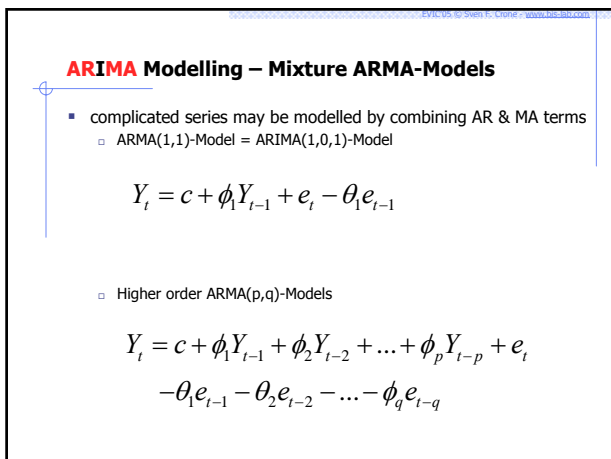 EVIC'05 © Sven F. Crone - www.bis-lab.com
ARIMA Modelling – Mixture ARMA-Models
▪ complicated series may be modelled by combining AR & MA terms
▫ ARMA(1,1)-Model = ARIMA(1,0,1)-Model
Y_t = c + ϕ_1 Y_{t−1} + e_t − θ_1 e_{t−1}
▫ Higher order ARMA(p,q)-Models
Y_t = c + ϕ_1 Y_{t−1} + ϕ_2 Y_{t−2} + ... + ϕ_p Y_{t−p} + e_t
−θ_1 e_{t−1} − θ_2 e_{t−2} − ... − ϕ_q e_{t−q}